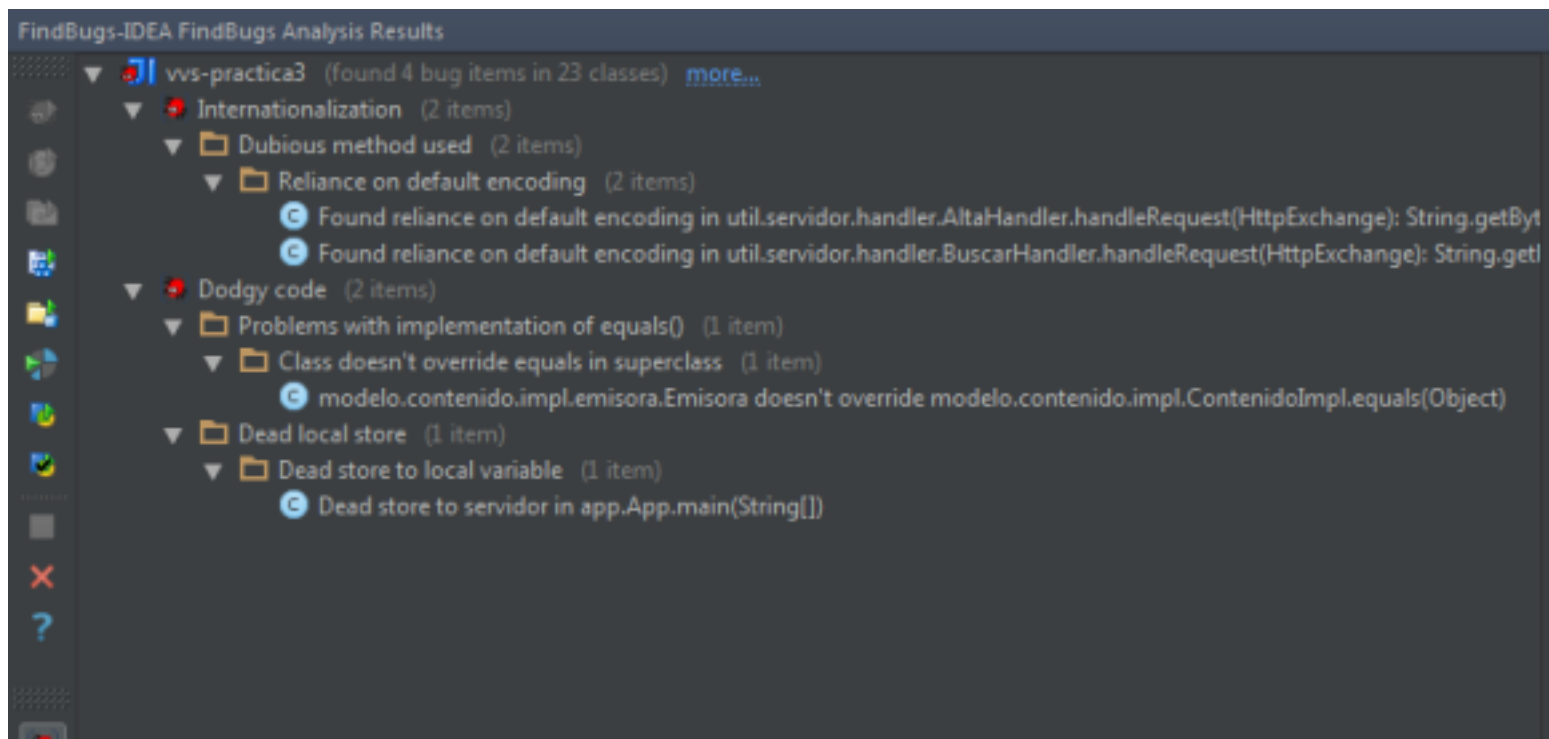 FindBugs-IDEA FindBugs Analysis Results
vvs-practica3 (found 4 bug items in 23 classes) more...
Internationalization (2 items)
Dubious method used (2 items)
Reliance on default encoding (2 items)
C Found reliance on default encoding in util.servidor.handler.AltaHandler.handleRequest(HttpExchange): String.getByt
C Found reliance on default encoding in util.servidor.handler.BuscarHandler.handleRequest(HttpExchange): String.get
Dodgy code (2 items)
Problems with implementation of equals() (1 item)
Class doesn't override equals in superclass (1 item)
C modelo.contenido.impl.emisora.Emisora doesn't override modelo.contenido.impl.ContenidoImpl.equals(Object)
Dead local store (1 item)
Dead store to local variable (1 item)
C Dead store to servidor in app.App.main(String[])
?